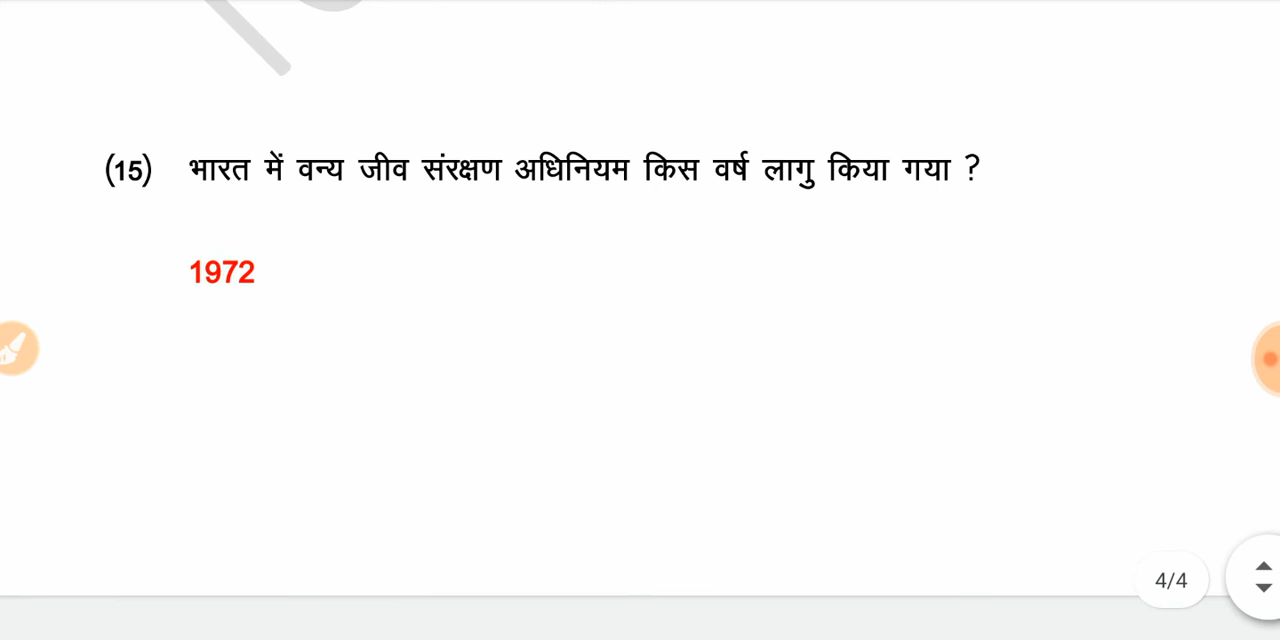 (15) भारत में वन्य जीव संरक्षण अधिनियम किस वर्ष लागु किया गया ?
1972
4/4